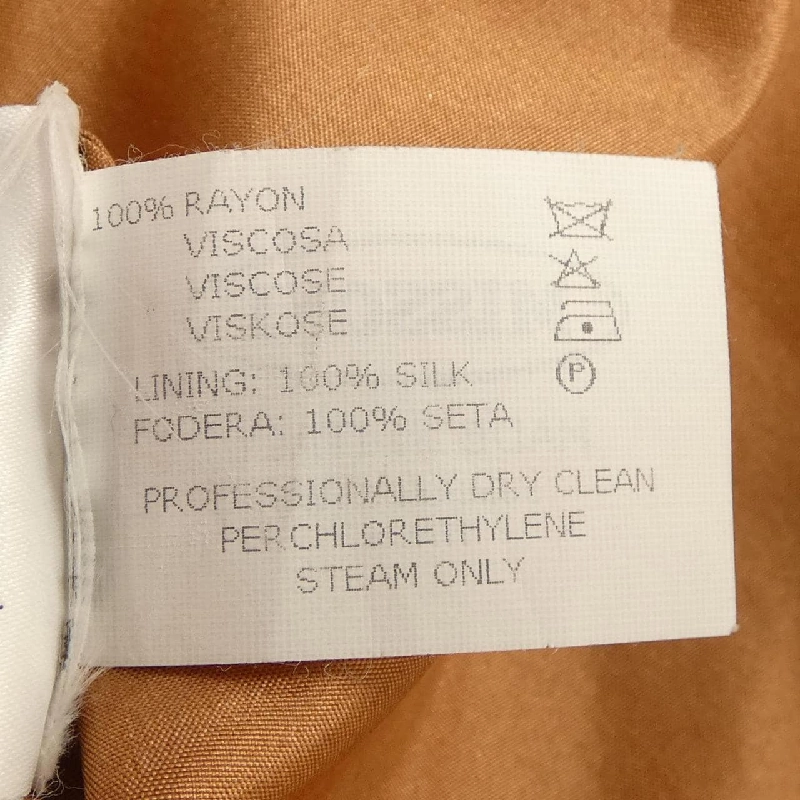 100% RAYON
VISCOSA
VISCOSE
VISKOSE
LINING: 100% SILK
FODERA: 100% SETA
P
PROFESSIONALLY DRY CLEAN
PERCHLORETHYLENE
STEAM ONLY